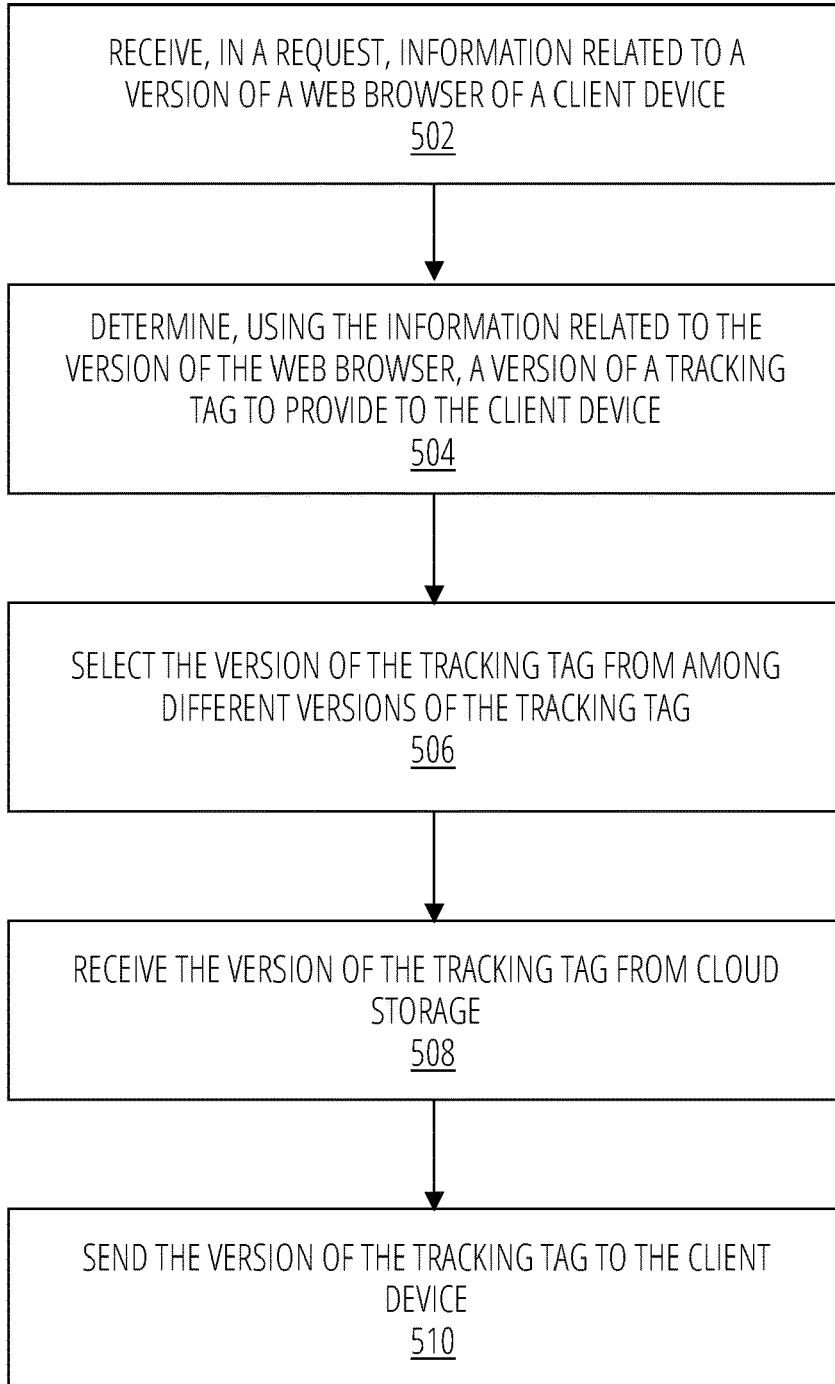 RECEIVE, IN A REQUEST, INFORMATION RELATED TO A
VERSION OF A WEB BROWSER OF A CLIENT DEVICE
502
DETERMINE, USING THE INFORMATION RELATED TO THE
VERSION OF THE WEB BROWSER, A VERSION OF A TRACKING
TAG TO PROVIDE TO THE CLIENT DEVICE
504
SELECT THE VERSION OF THE TRACKING TAG FROM AMONG
DIFFERENT VERSIONS OF THE TRACKING TAG
506
RECEIVE THE VERSION OF THE TRACKING TAG FROM CLOUD
STORAGE
508
SEND THE VERSION OF THE TRACKING TAG TO THE CLIENT
DEVICE
510